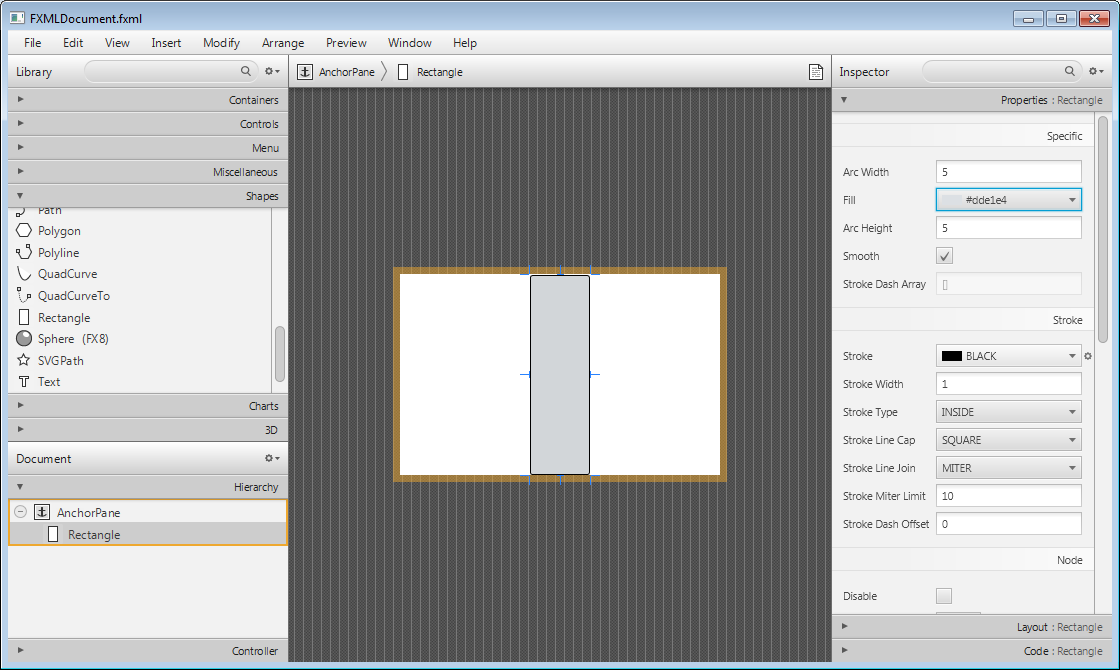 FXMLDocument.fxml
File Edit View Insert Modify Arrange Preview Window Help
Library
AnchorPane Rectangle
Inspector
Containers
Controls
Menu
Miscellaneous
Shapes
Path
Polygon
Polyline
QuadCurve
QuadCurveTo
Rectangle
Sphere (FX8)
SVGPath
Text
Charts
3D
Document
Hierarchy
AnchorPane
Rectangle
Controller
Properties : Rectangle
Specific
Arc Width 5
Fill #dde1e4
Arc Height 5
Smooth
Stroke Dash Array []
Stroke
Stroke BLACK
Stroke Width 1
Stroke Type INSIDE
Stroke Line Cap SQUARE
Stroke Line Join MITER
Stroke Miter Limit 10
Stroke Dash Offset 0
Node
Disable
Layout : Rectangle
Code : Rectangle